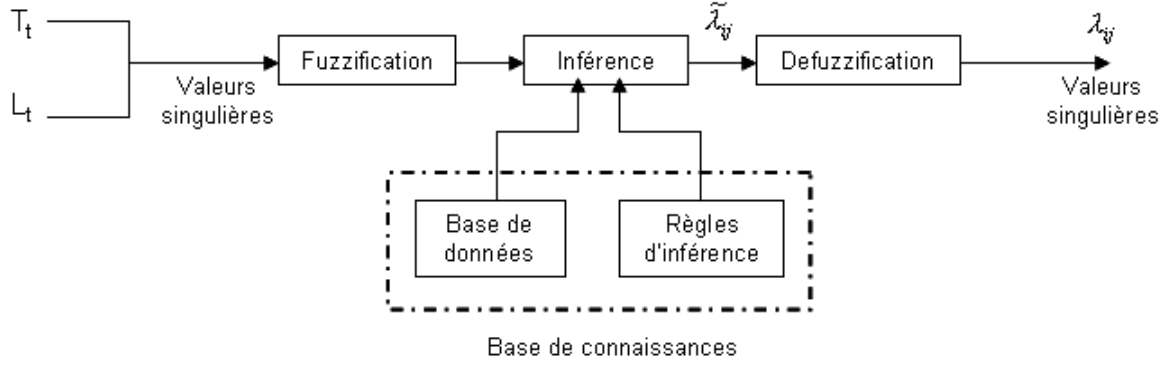 T_t
L_t
Valeurs
singulières
Fuzzification
Inférence
λ̃_ij
Defuzzification
λ_ij
Valeurs
singulières
Base de
données
Règles
d'inférence
Base de connaissances